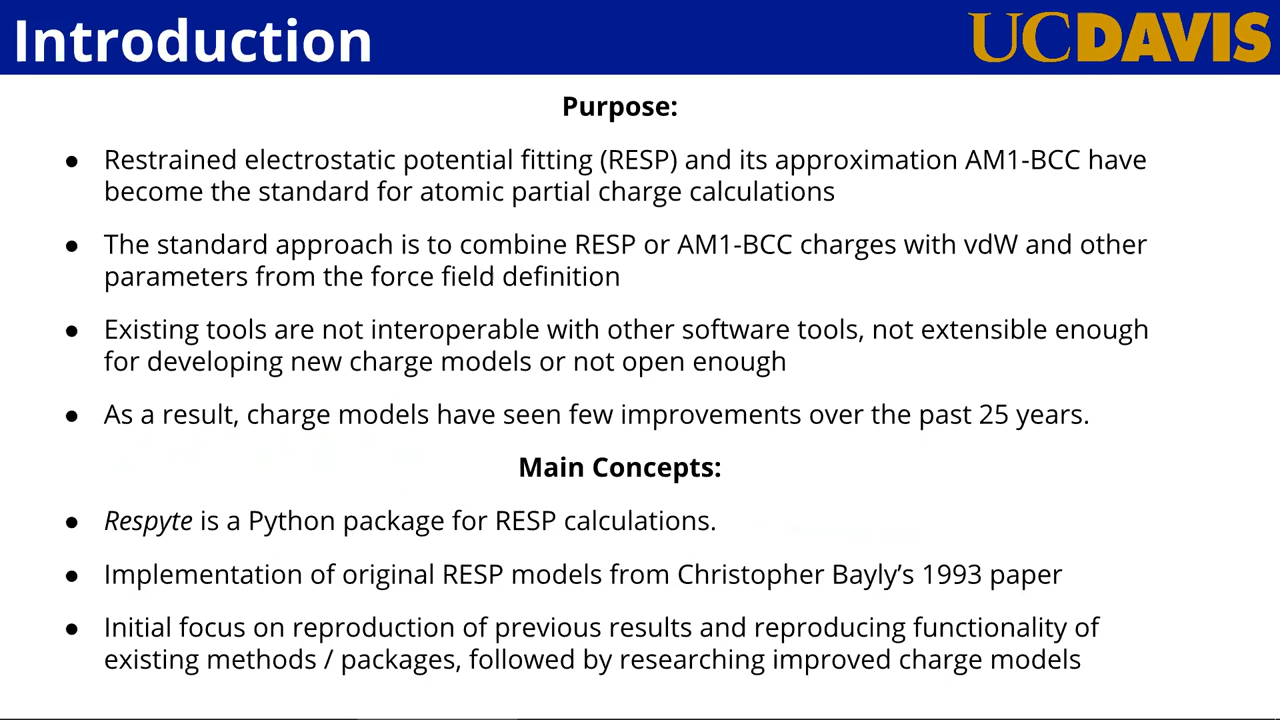 Introduction
UCDAVIS
Purpose:
● Restrained electrostatic potential fitting (RESP) and its approximation AM1-BCC have
become the standard for atomic partial charge calculations
● The standard approach is to combine RESP or AM1-BCC charges with vdW and other
parameters from the force field definition
● Existing tools are not interoperable with other software tools, not extensible enough
for developing new charge models or not open enough
● As a result, charge models have seen few improvements over the past 25 years.
Main Concepts:
● Respyte is a Python package for RESP calculations.
● Implementation of original RESP models from Christopher Bayly’s 1993 paper
● Initial focus on reproduction of previous results and reproducing functionality of
existing methods / packages, followed by researching improved charge models